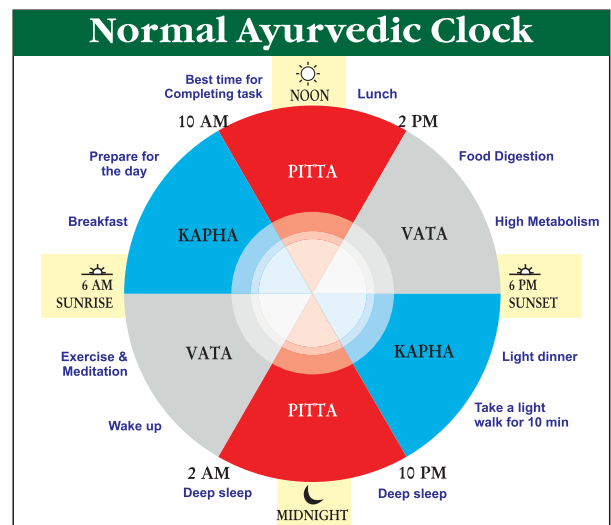 Normal Ayurvedic Clock
Best time for
Completing task
NOON
Lunch
10 AM
2 PM
Prepare for
the day
PITTA
Food Digestion
Breakfast
KAPHA
VATA
High Metabolism
6 AM
SUNRISE
6 PM
SUNSET
Exercise &
Meditation
VATA
KAPHA
Light dinner
Wake up
PITTA
Take a light
walk for 10 min
2 AM
10 PM
Deep sleep
Deep sleep
MIDNIGHT